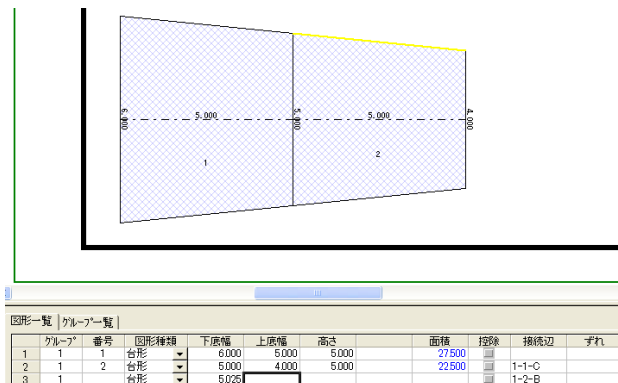 6.000
5.000
5.000
5.000
4.000
1
2
図形一覧 グループ一覧
グループ 番号 図形種類 下底幅 上底幅 高さ 面積 控除 接続辺 ずれ
1 1 1 台形 6.000 5.000 5.000 27.500
2 1 2 台形 5.000 4.000 5.000 22.500 1-1-C
3 1 台形 5.025 1-2-B